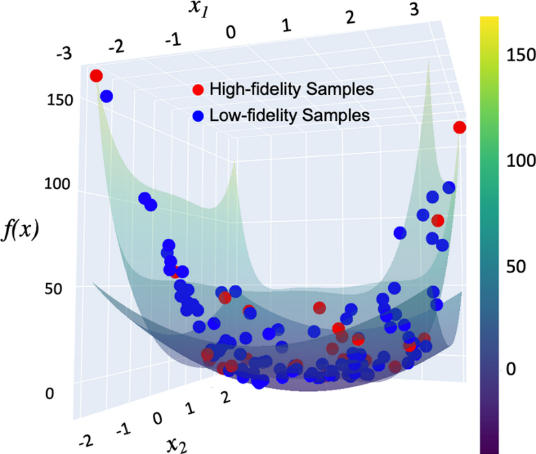 x1
-3 -2 -1 0 1 2 3
High-fidelity Samples
Low-fidelity Samples
f(x)
150
100
50
0
-2 -1 0 1 2
x2
150
100
50
0